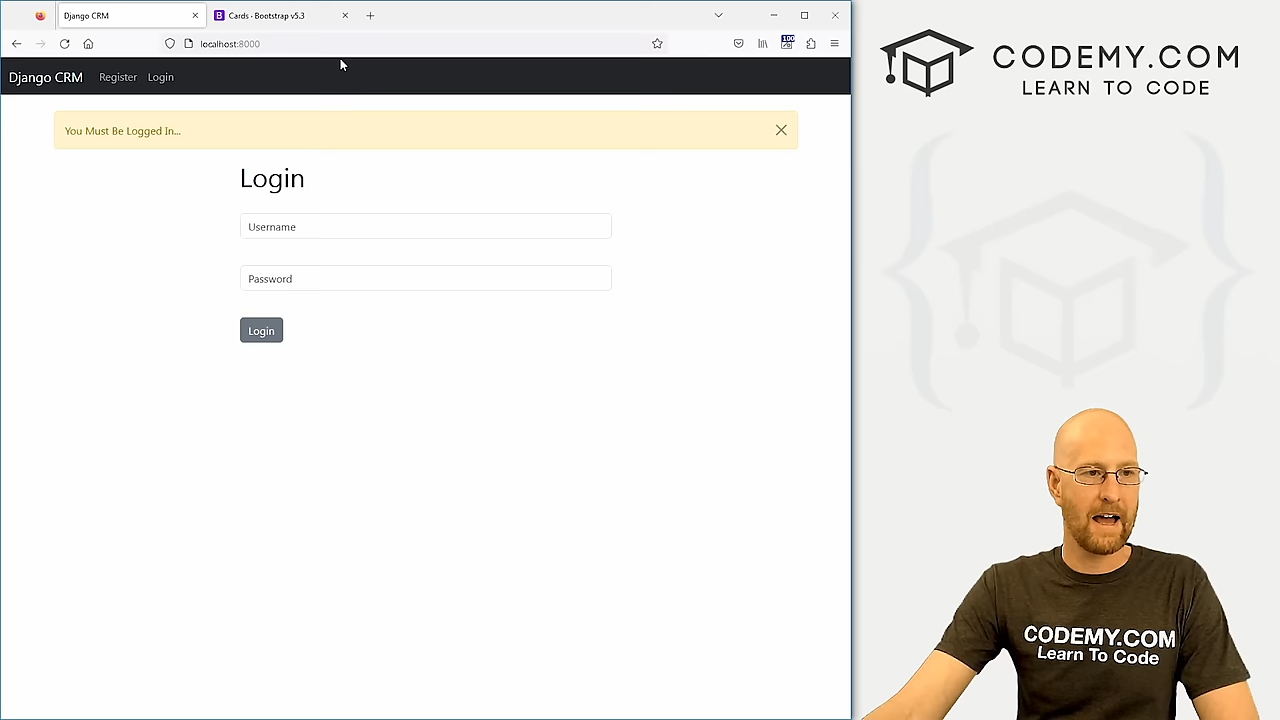 Django CRM
Cards · Bootstrap v5.3
localhost:8000
100
Django CRM Register Login
You Must Be Logged In...
Login
Username
Password
Login
CODEMY.COM
LEARN TO CODE
CODEMY.COM
Learn To Code